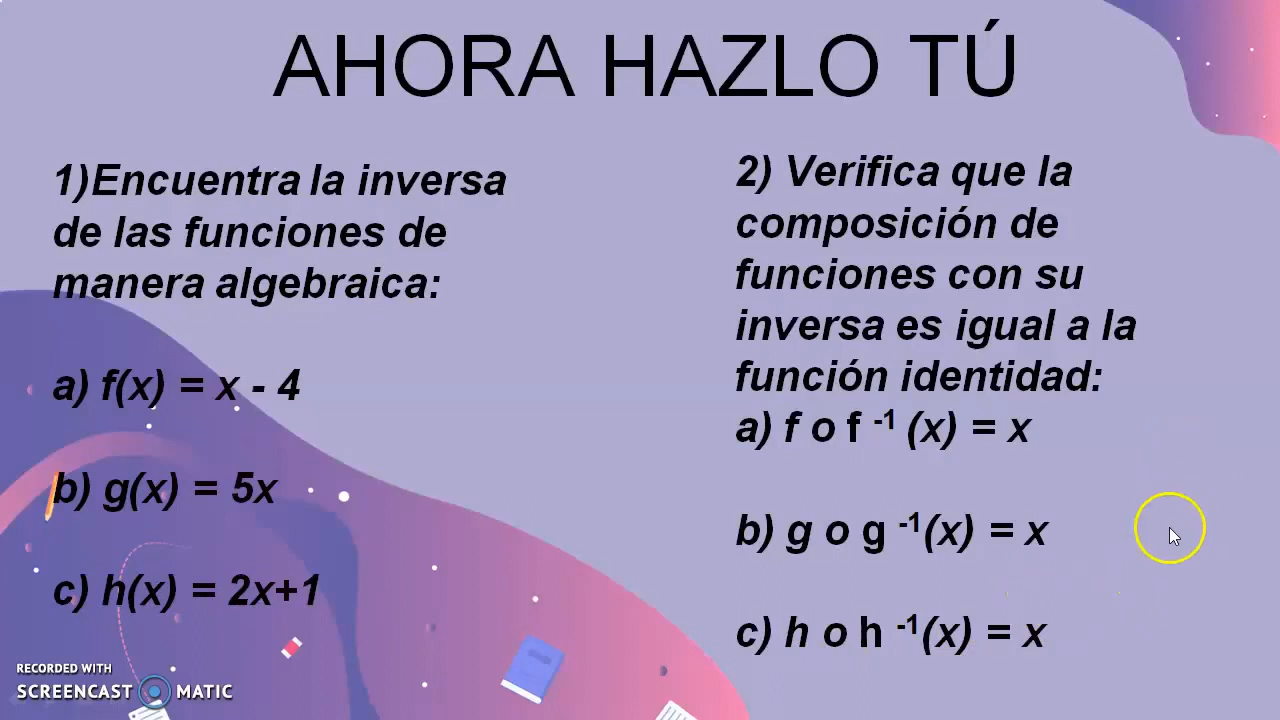 AHORA HAZLO TÚ
1)Encuentra la inversa
de las funciones de
manera algebraica:
a) f(x) = x - 4
b) g(x) = 5x
c) h(x) = 2x+1
2) Verifica que la
composición de
funciones con su
inversa es igual a la
función identidad:
a) f o f -1 (x) = x
b) g o g -1(x) = x
c) h o h -1(x) = x
RECORDED WITH
SCREENCAST MATIC